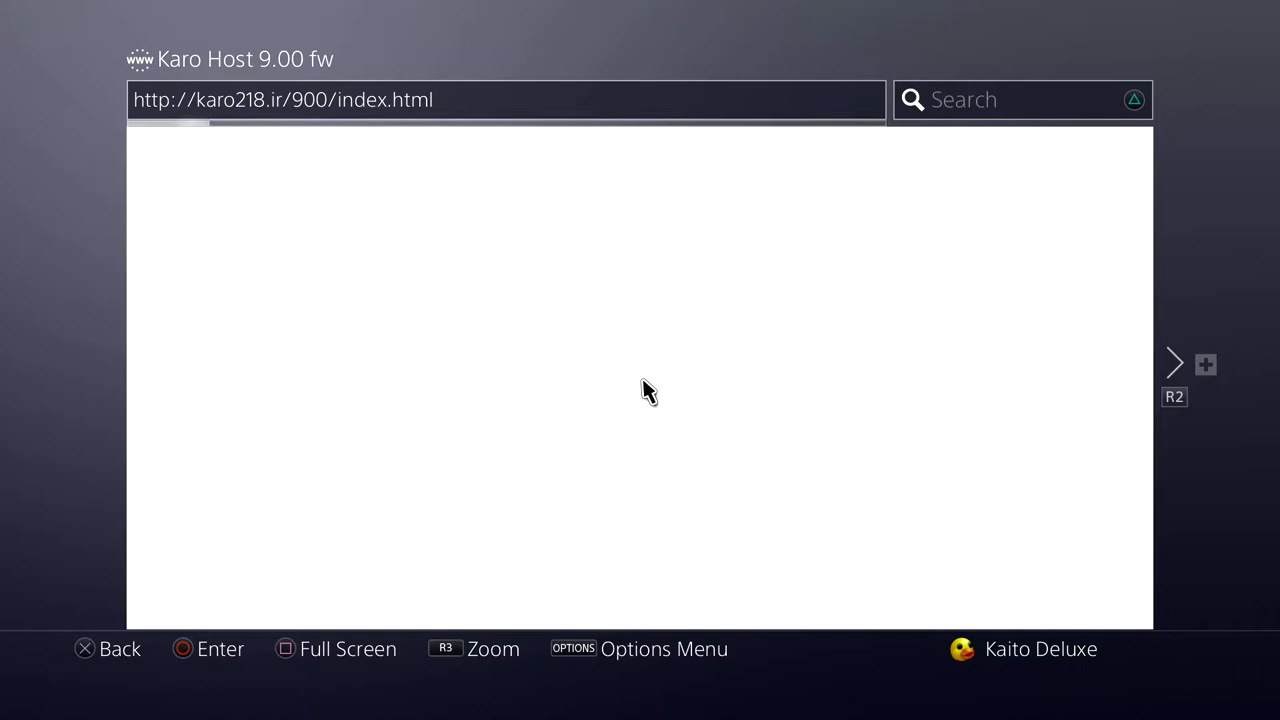 www Karo Host 9.00 fw
http://karo218.ir/900/index.html
Search
R2
Back
Enter
Full Screen
R3 Zoom
OPTIONS Options Menu
Kaito Deluxe